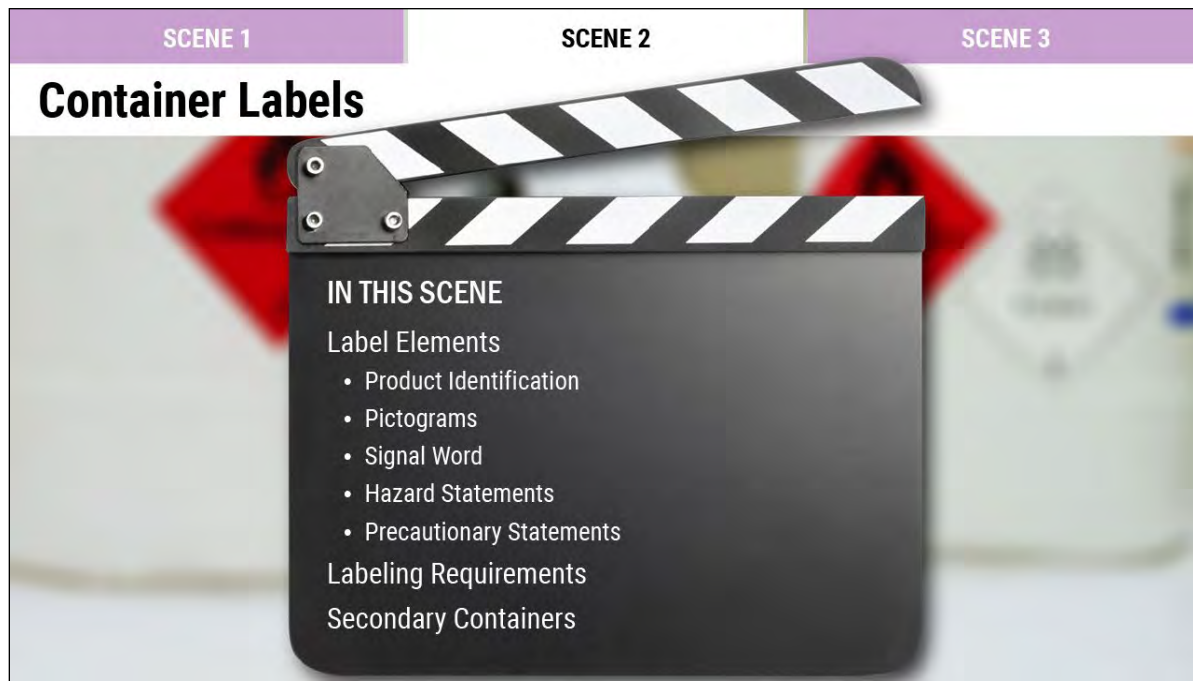 SCENE 1
SCENE 2
SCENE 3
Container Labels
IN THIS SCENE
Label Elements
• Product Identification
• Pictograms
• Signal Word
• Hazard Statements
• Precautionary Statements
Labeling Requirements
Secondary Containers